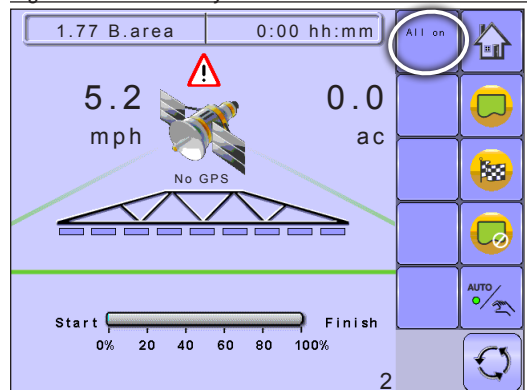 1.77 B.area 0:00 hh:mm All on
5.2 0.0
mph ac
No GPS
AUTO
Start Finish
0% 20 40 60 80 100%
2